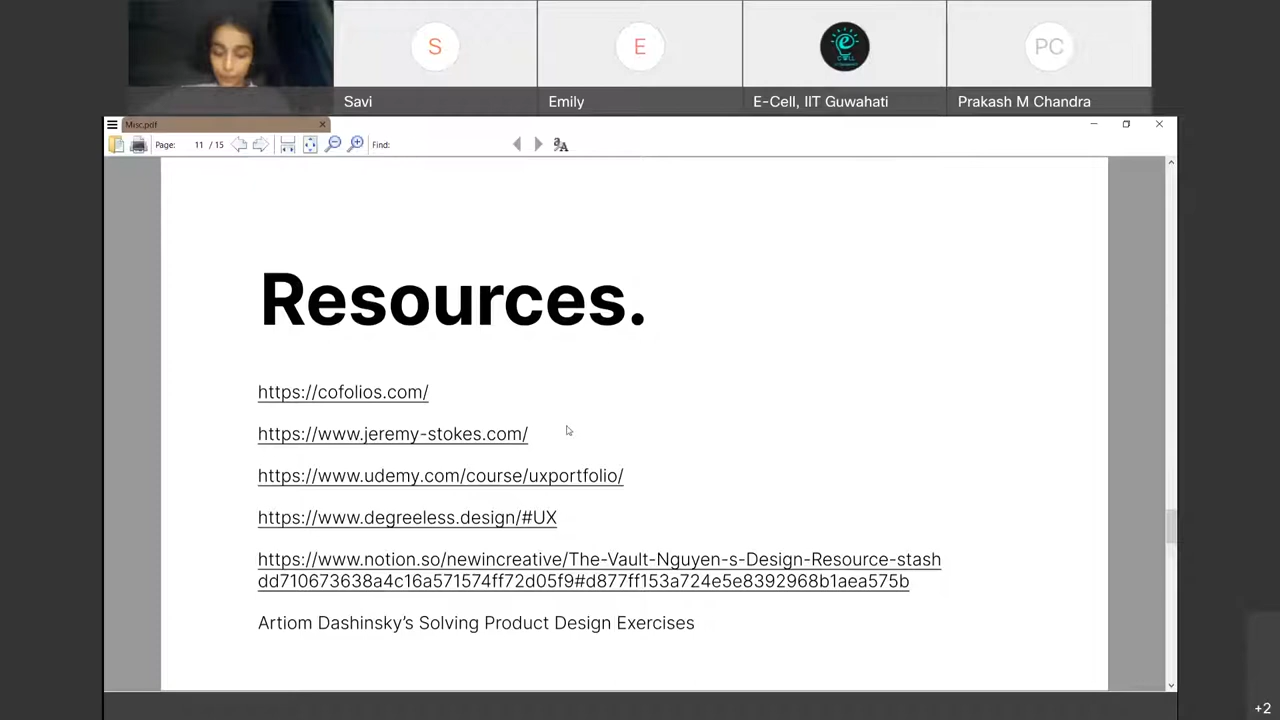 S
E
PC
Savi
Emily
E-Cell, IIT Guwahati
Prakash M Chandra
Misc.pdf
Page: 11 / 15
Find:
Resources.
https://cofolios.com/
https://www.jeremy-stokes.com/
https://www.udemy.com/course/uxportfolio/
https://www.degreeless.design/#UX
https://www.notion.so/newincreative/The-Vault-Nguyen-s-Design-Resource-stash
dd710673638a4c16a571574ff72d05f9#d877ff153a724e5e8392968b1aea575b
Artiom Dashinsky’s Solving Product Design Exercises
+2